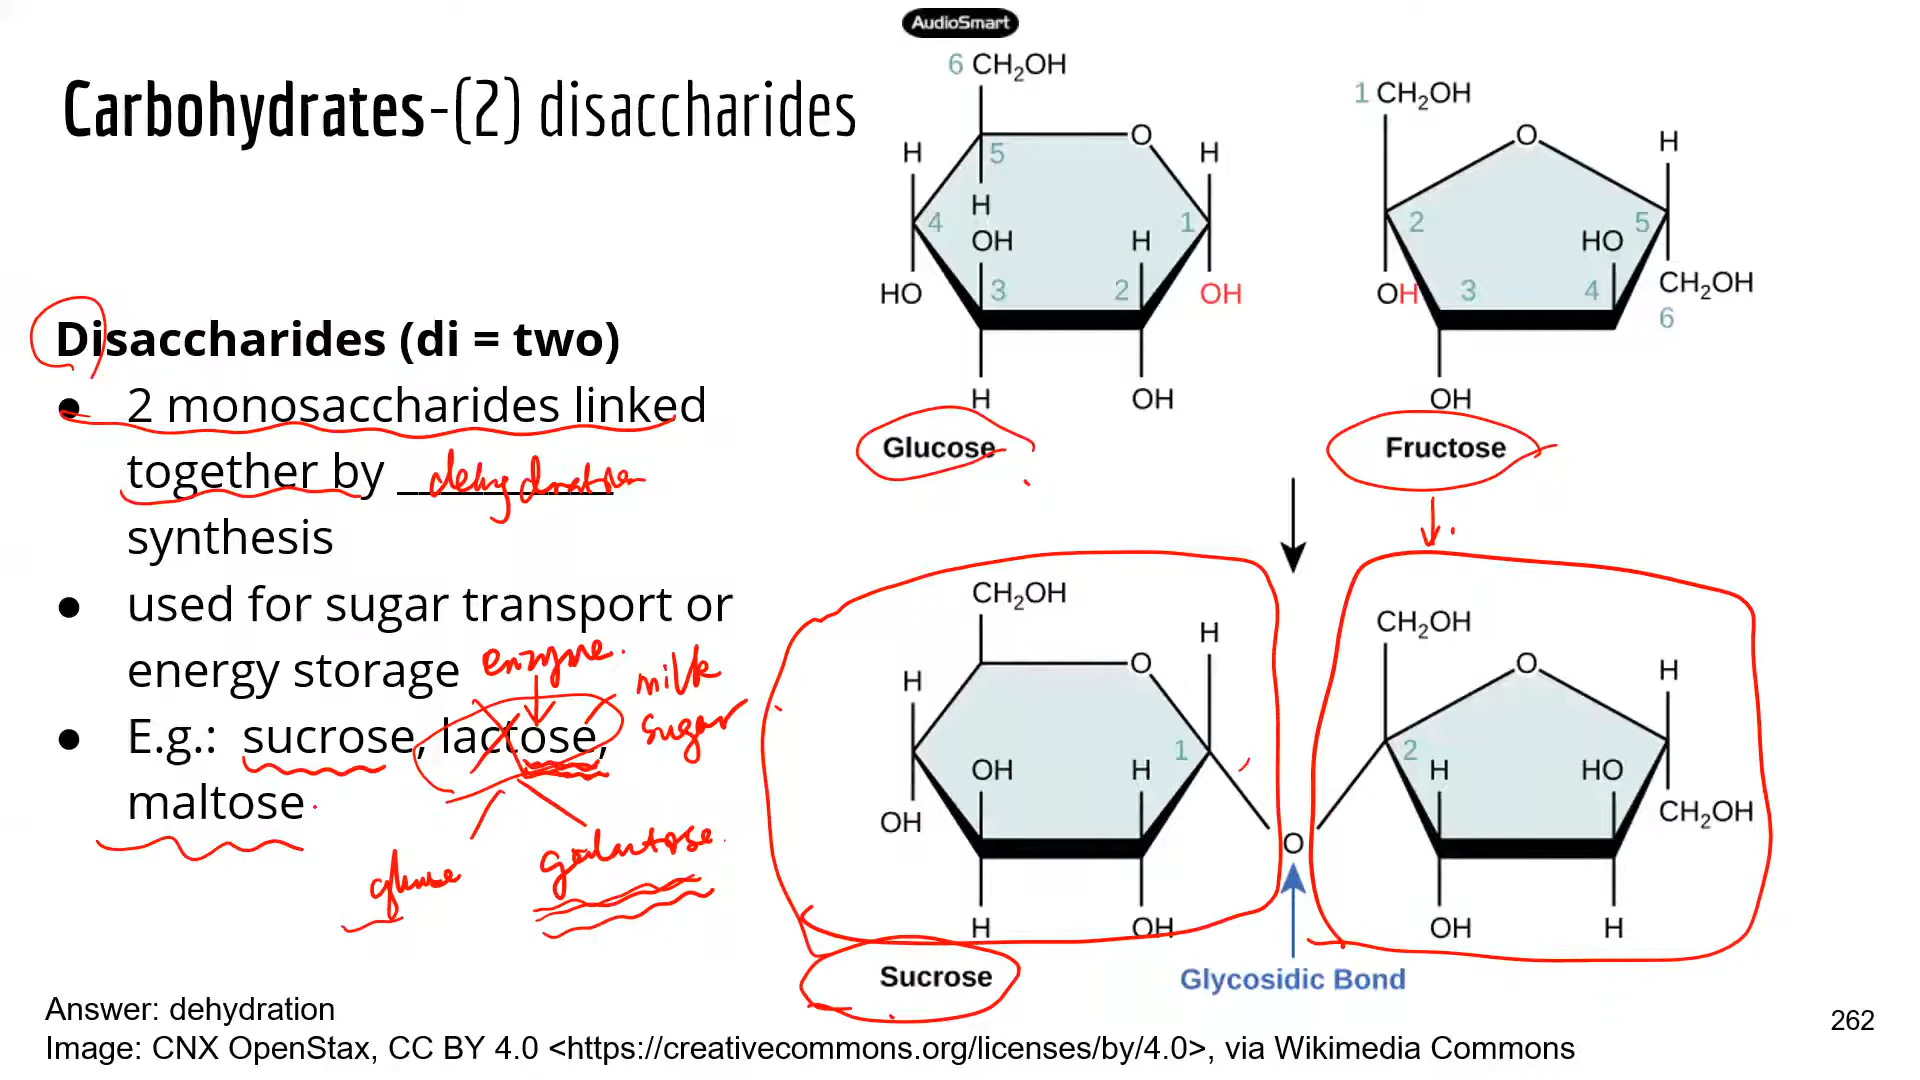 AudioSmart
Carbohydrates-(2) disaccharides
Disaccharides (di = two)
● 2 monosaccharides linked
together by dehydration
synthesis
● used for sugar transport or
energy storage enzyme.
milk
sugar
● E.g.: sucrose, lactose,
maltose
glucose
galactose
6 CH₂OH
H
5
O
H
H
4
OH
H
1
HO
3
2
OH
H
OH
Glucose
1 CH₂OH
O
H
2
HO
5
OH
3
4
CH₂OH
6
OH
Fructose
CH₂OH
H
O
H
OH
H
1
OH
H
OH
Sucrose
O
Glycosidic Bond
CH₂OH
O
H
2
H
HO
CH₂OH
OH
H
Answer: dehydration
Image: CNX OpenStax, CC BY 4.0 <https://creativecommons.org/licenses/by/4.0>, via Wikimedia Commons
262